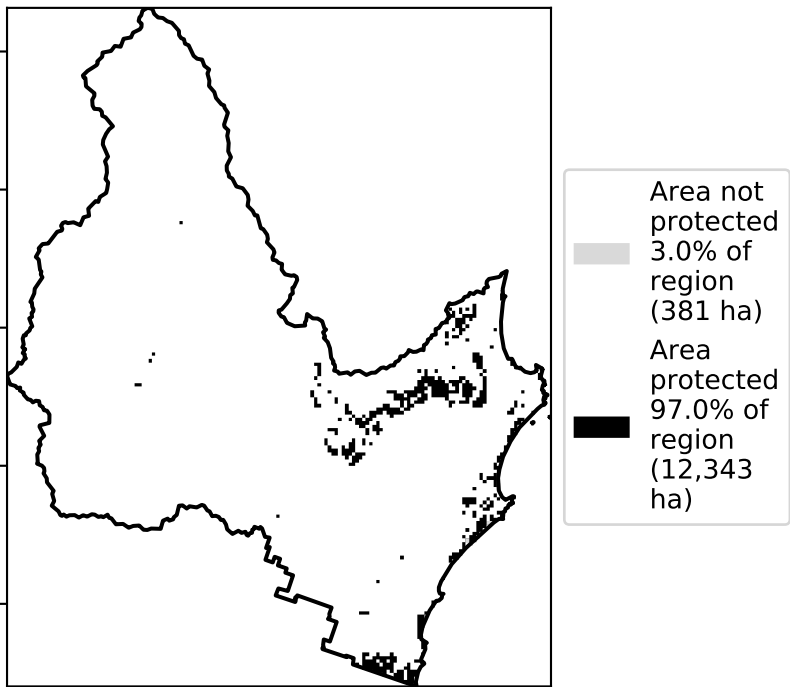 Area not
protected
3.0% of
region
(381 ha)
Area
protected
97.0% of
region
(12,343
ha)